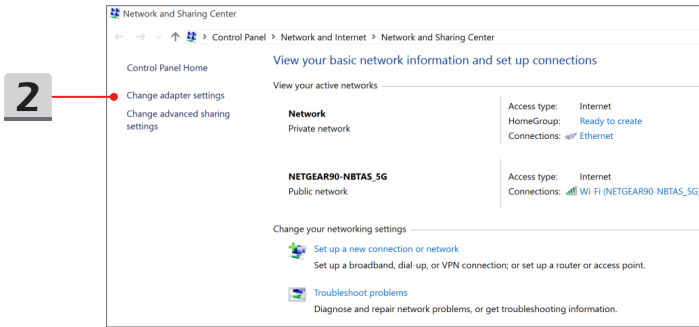 Network and Sharing Center
Control Panel > Network and Internet > Network and Sharing Center
2
Control Panel Home
Change adapter settings
Change advanced sharing
settings
View your basic network information and set up connections
View your active networks
Network
Private network
Access type: Internet
HomeGroup: Ready to create
Connections: Ethernet
NETGEAR90-NBTAS_5G
Public network
Access type: Internet
Connections: Wi-Fi (NETGEAR90-NBTAS_5G)
Change your networking settings
Set up a new connection or network
Set up a broadband, dial-up, or VPN connection; or set up a router or access point.
Troubleshoot problems
Diagnose and repair network problems, or get troubleshooting information.